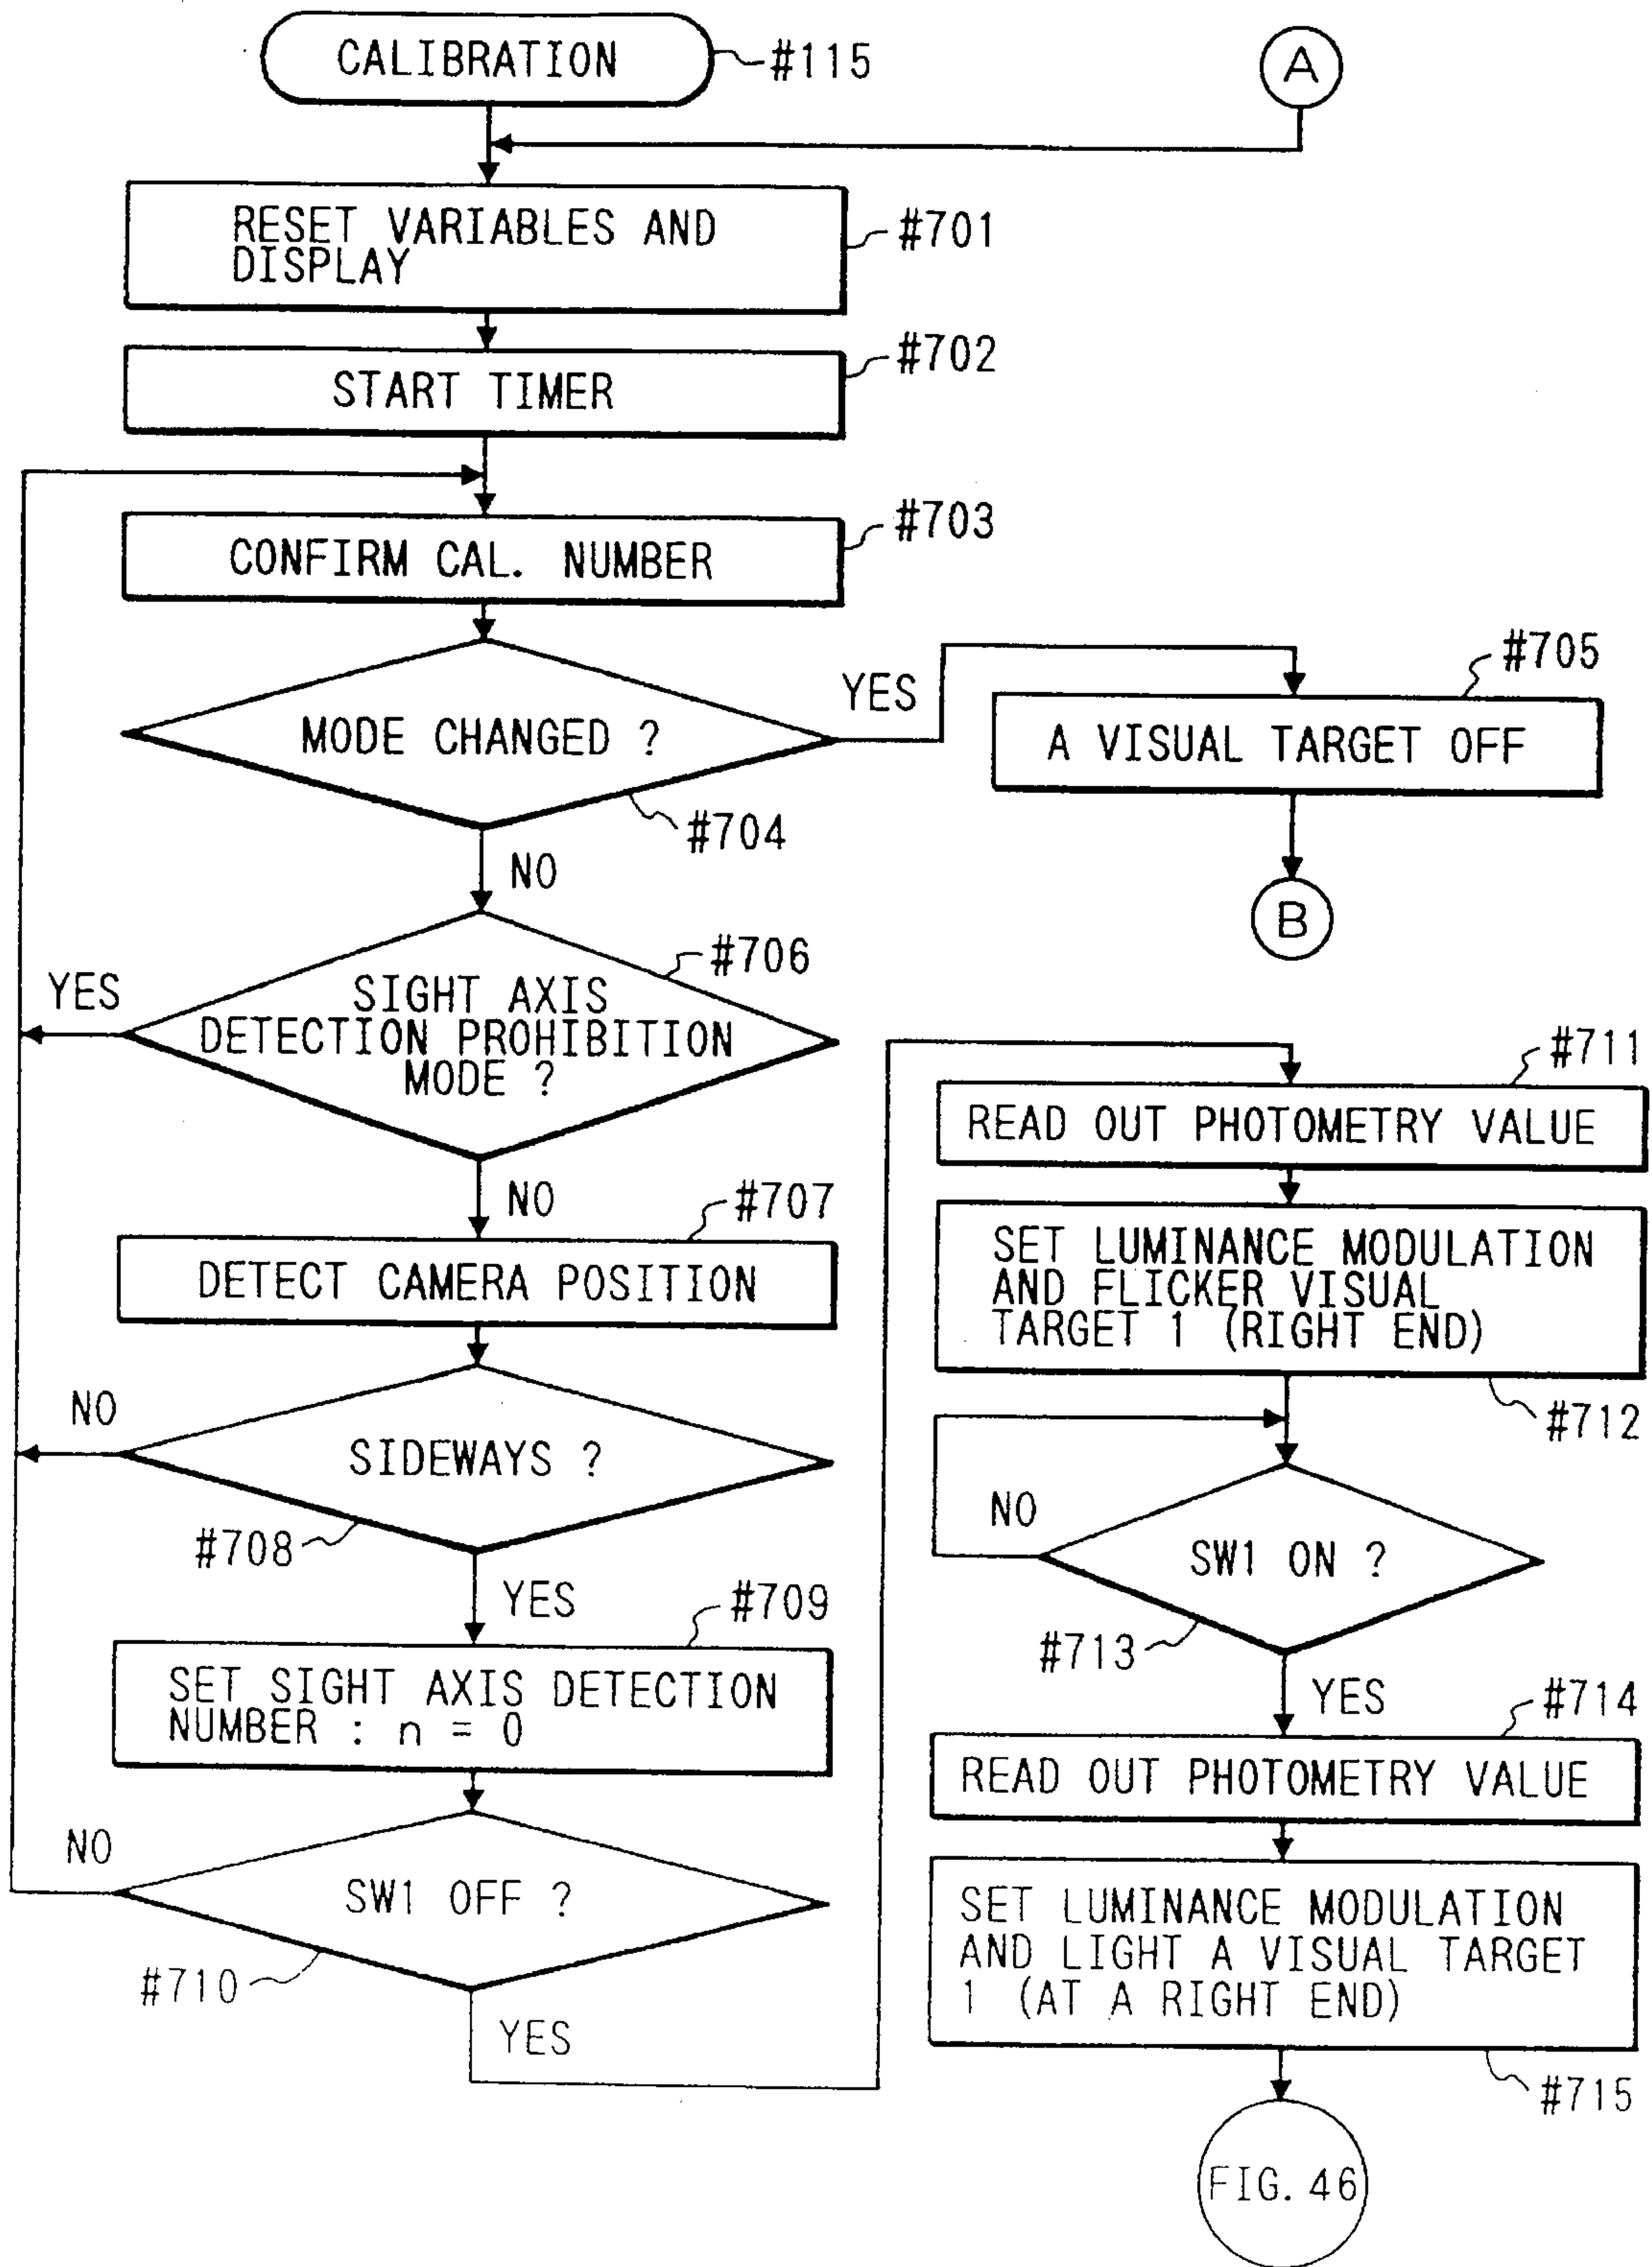 CALIBRATION
#115
A
RESET VARIABLES AND
DISPLAY
#701
START TIMER
#702
CONFIRM CAL. NUMBER
#703
MODE CHANGED ?
#704
YES
NO
A VISUAL TARGET OFF
#705
B
SIGHT AXIS
DETECTION PROHIBITION
MODE ?
#706
YES
NO
DETECT CAMERA POSITION
#707
SIDEWAYS ?
#708
NO
YES
SET SIGHT AXIS DETECTION
NUMBER : n = 0
#709
SW1 OFF ?
#710
NO
YES
READ OUT PHOTOMETRY VALUE
#711
SET LUMINANCE MODULATION
AND FLICKER VISUAL
TARGET 1 (RIGHT END)
#712
SW1 ON ?
#713
NO
YES
READ OUT PHOTOMETRY VALUE
#714
SET LUMINANCE MODULATION
AND LIGHT A VISUAL TARGET
1 (AT A RIGHT END)
#715
FIG. 46